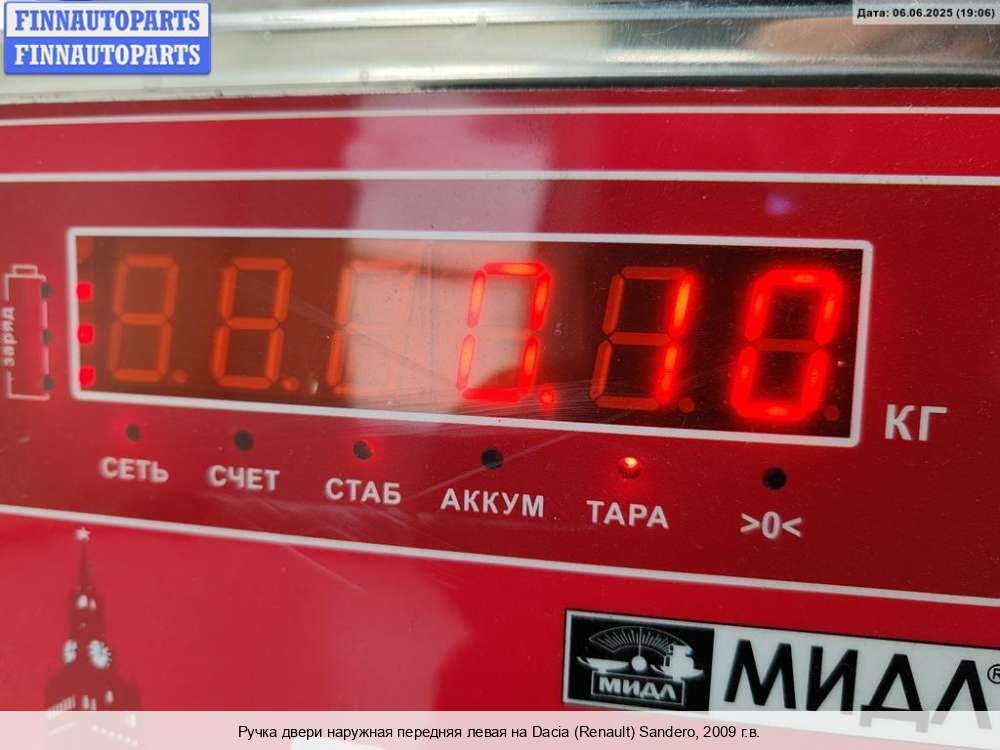 FINNAUTOPARTS
FINNAUTOPARTS
Дата: 06.06.2025 (19:06)
заряд
0.10
КГ
СЕТЬ СЧЕТ СТАБ АККУМ ТАРА >0<
МИДЛ МИДЛ®
Ручка двери наружная передняя левая на Dacia (Renault) Sandero, 2009 г.в.